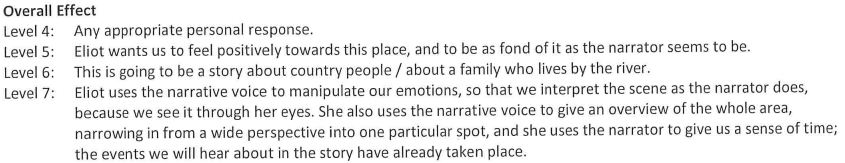 Overall Effect
Level 4: Any appropriate personal response.
Level 5: Eliot wants us to feel positively towards this place, and to be as fond of it as the narrator seems to be.
Level 6: This is going to be a story about country people / about a family who lives by the river.
Level 7: Eliot uses the narrative voice to manipulate our emotions, so that we interpret the scene as the narrator does,
because we see it through her eyes. She also uses the narrative voice to give an overview of the whole area,
narrowing in from a wide perspective into one particular spot, and she uses the narrator to give us a sense of time;
the events we will hear about in the story have already taken place.